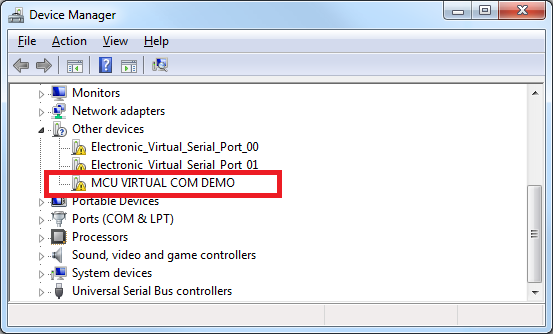 Device Manager
File Action View Help
Monitors
Network adapters
Other devices
Electronic_Virtual_Serial_Port_00
Electronic_Virtual_Serial_Port_01
MCU VIRTUAL COM DEMO
Portable Devices
Ports (COM & LPT)
Processors
Sound, video and game controllers
System devices
Universal Serial Bus controllers